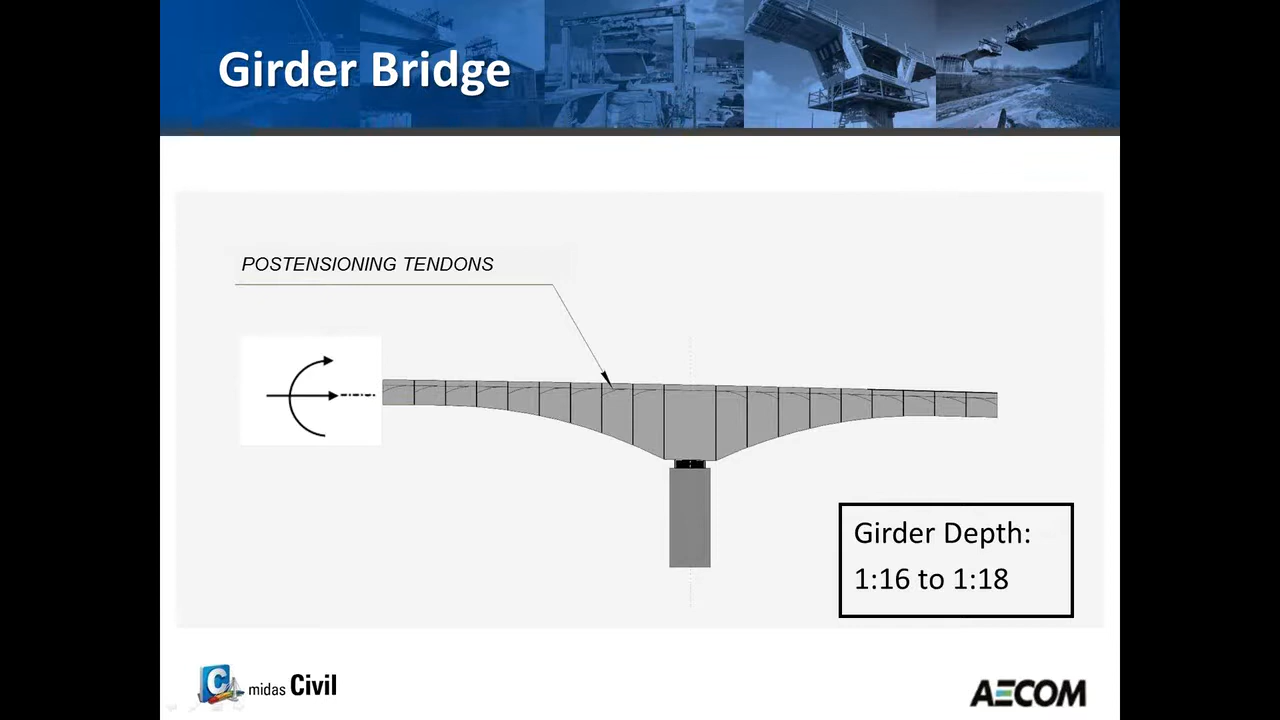 Girder Bridge
POSTENSIONING TENDONS
Girder Depth:
1:16 to 1:18
C midas Civil
AECOM